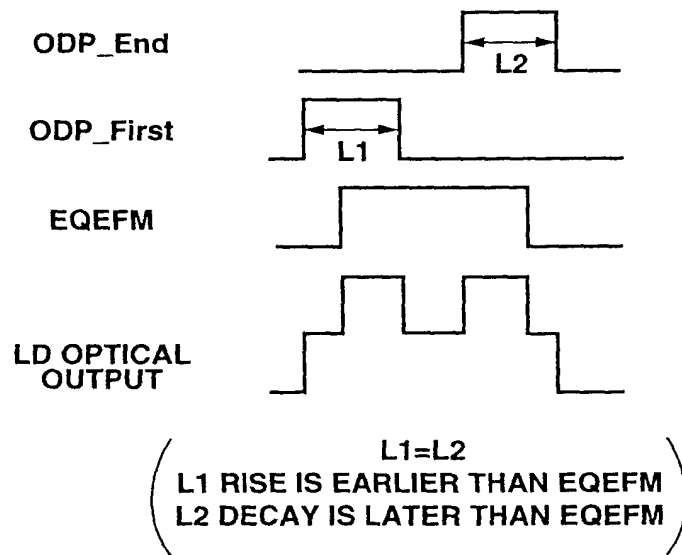 ODP_End
L2
ODP_First
L1
EQEFM
LD OPTICAL
OUTPUT
L1=L2
L1 RISE IS EARLIER THAN EQEFM
L2 DECAY IS LATER THAN EQEFM